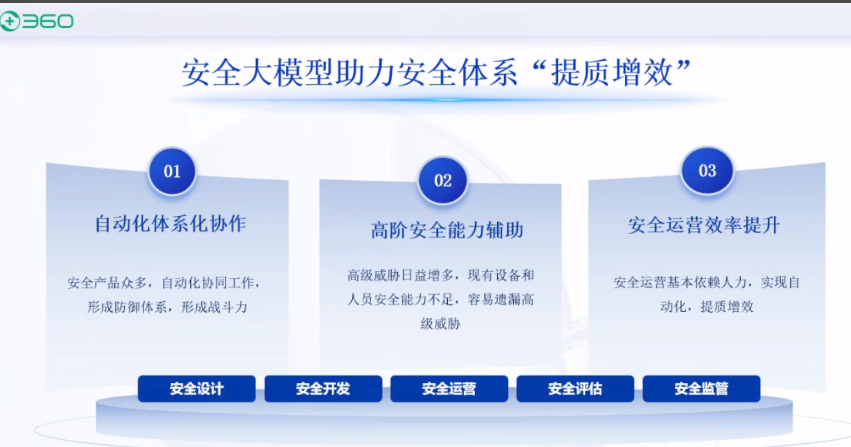 360
安全大模型助力安全体系“提质增效”
01
自动化体系化协作
安全产品众多，自动化协同工作，
形成防御体系，形成战斗力
02
高阶安全能力辅助
高级威胁日益增多，现有设备和
人员安全能力不足，容易遗漏高
级威胁
03
安全运营效率提升
安全运营基本依赖人力，实现自
动化，提质增效
安全设计
安全开发
安全运营
安全评估
安全监管